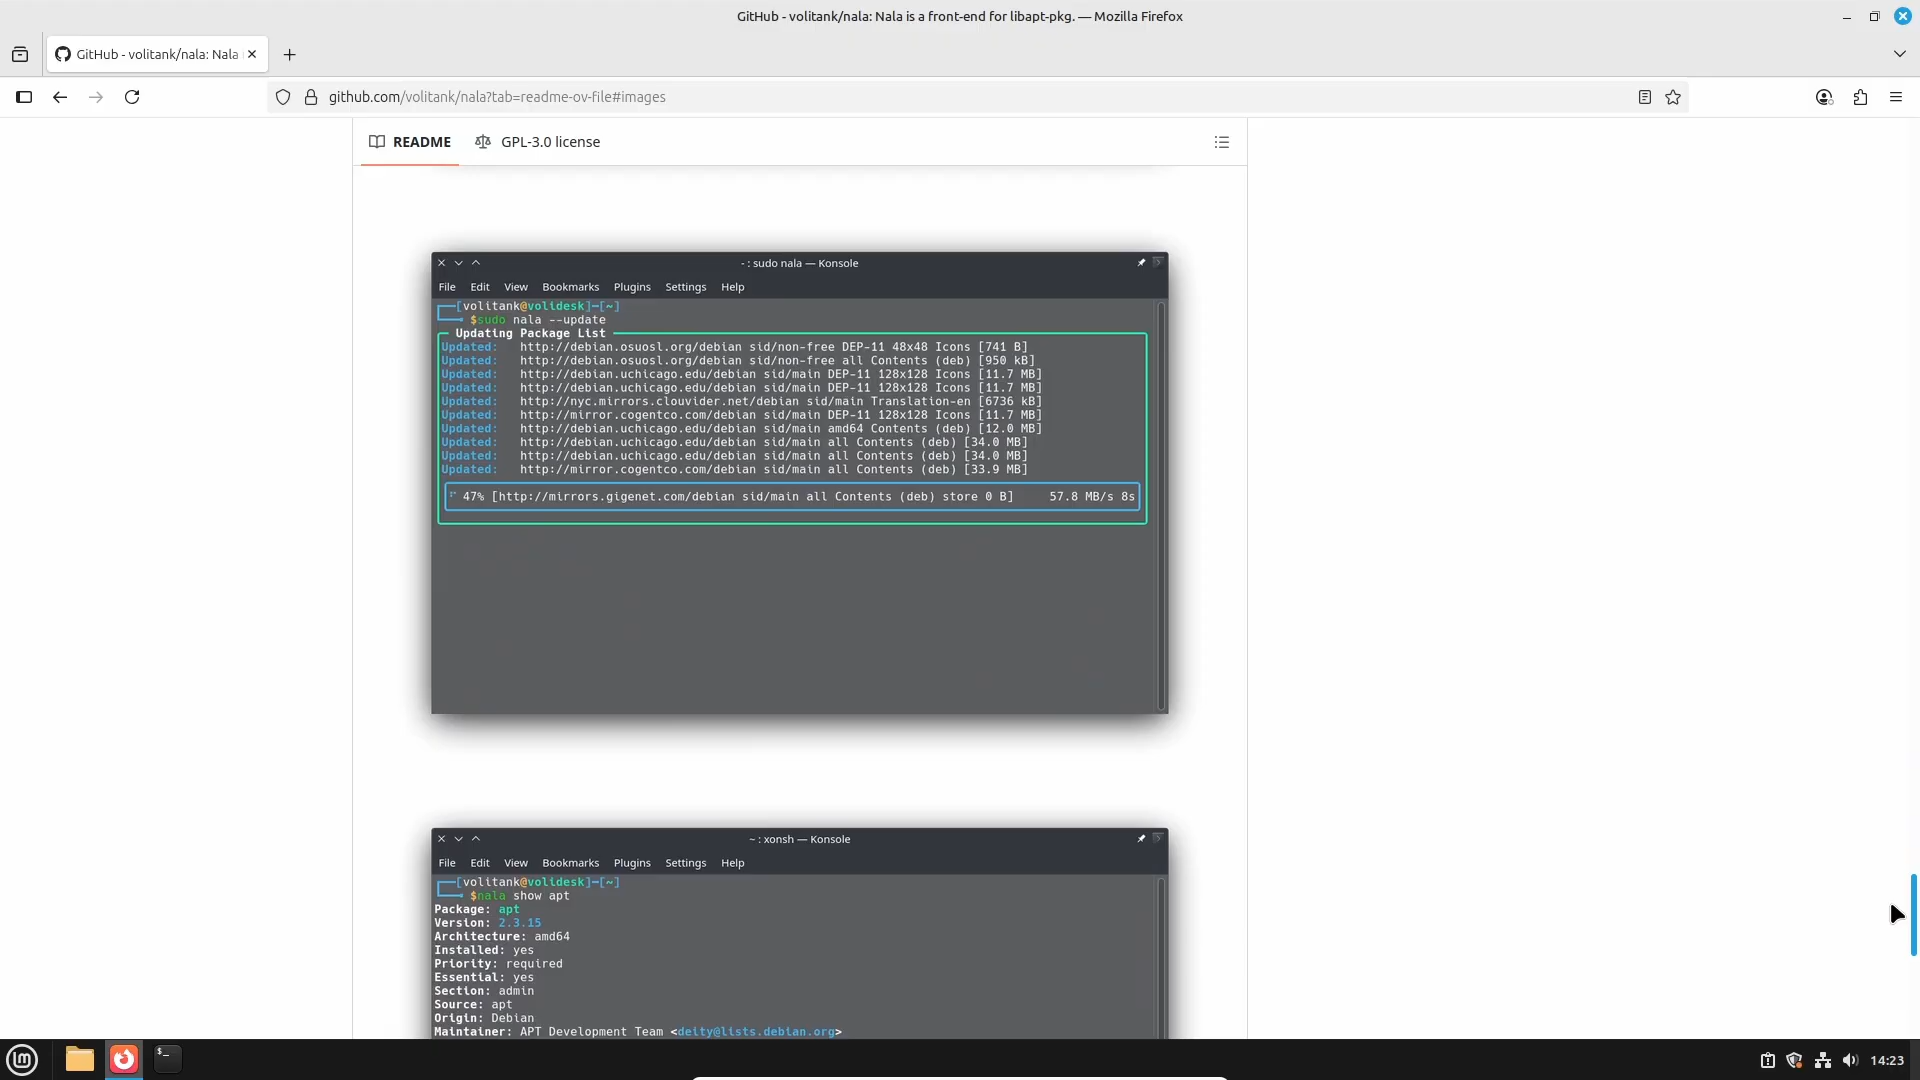 GitHub - volitank/nala: Nala is a front-end for libapt-pkg. — Mozilla Firefox
GitHub - volitank/nala: Nala
github.com/volitank/nala?tab=readme-ov-file#images
README
GPL-3.0 license
- : sudo nala — Konsole
File Edit View Bookmarks Plugins Settings Help
[volitank@volidesk]-[~]
$sudo nala --update
Updating Package List
Updated: http://debian.osuosl.org/debian sid/non-free DEP-11 48x48 Icons [741 B]
Updated: http://debian.osuosl.org/debian sid/non-free all Contents (deb) [950 kB]
Updated: http://debian.uchicago.edu/debian sid/main DEP-11 128x128 Icons [11.7 MB]
Updated: http://debian.uchicago.edu/debian sid/main DEP-11 128x128 Icons [11.7 MB]
Updated: http://nyc.mirrors.clouvider.net/debian sid/main Translation-en [6736 kB]
Updated: http://mirror.cogentco.com/debian sid/main DEP-11 128x128 Icons [11.7 MB]
Updated: http://debian.uchicago.edu/debian sid/main amd64 Contents (deb) [12.0 MB]
Updated: http://debian.uchicago.edu/debian sid/main all Contents (deb) [34.0 MB]
Updated: http://debian.uchicago.edu/debian sid/main all Contents (deb) [34.0 MB]
Updated: http://mirror.cogentco.com/debian sid/main all Contents (deb) [33.9 MB]
47% [http://mirrors.gigenet.com/debian sid/main all Contents (deb) store 0 B] 57.8 MB/s 8s
~ : xonsh — Konsole
File Edit View Bookmarks Plugins Settings Help
[volitank@volidesk]-[~]
$nala show apt
Package: apt
Version: 2.3.15
Architecture: amd64
Installed: yes
Priority: required
Essential: yes
Section: admin
Source: apt
Origin: Debian
Maintainer: APT Development Team <deity@lists.debian.org>
14:23